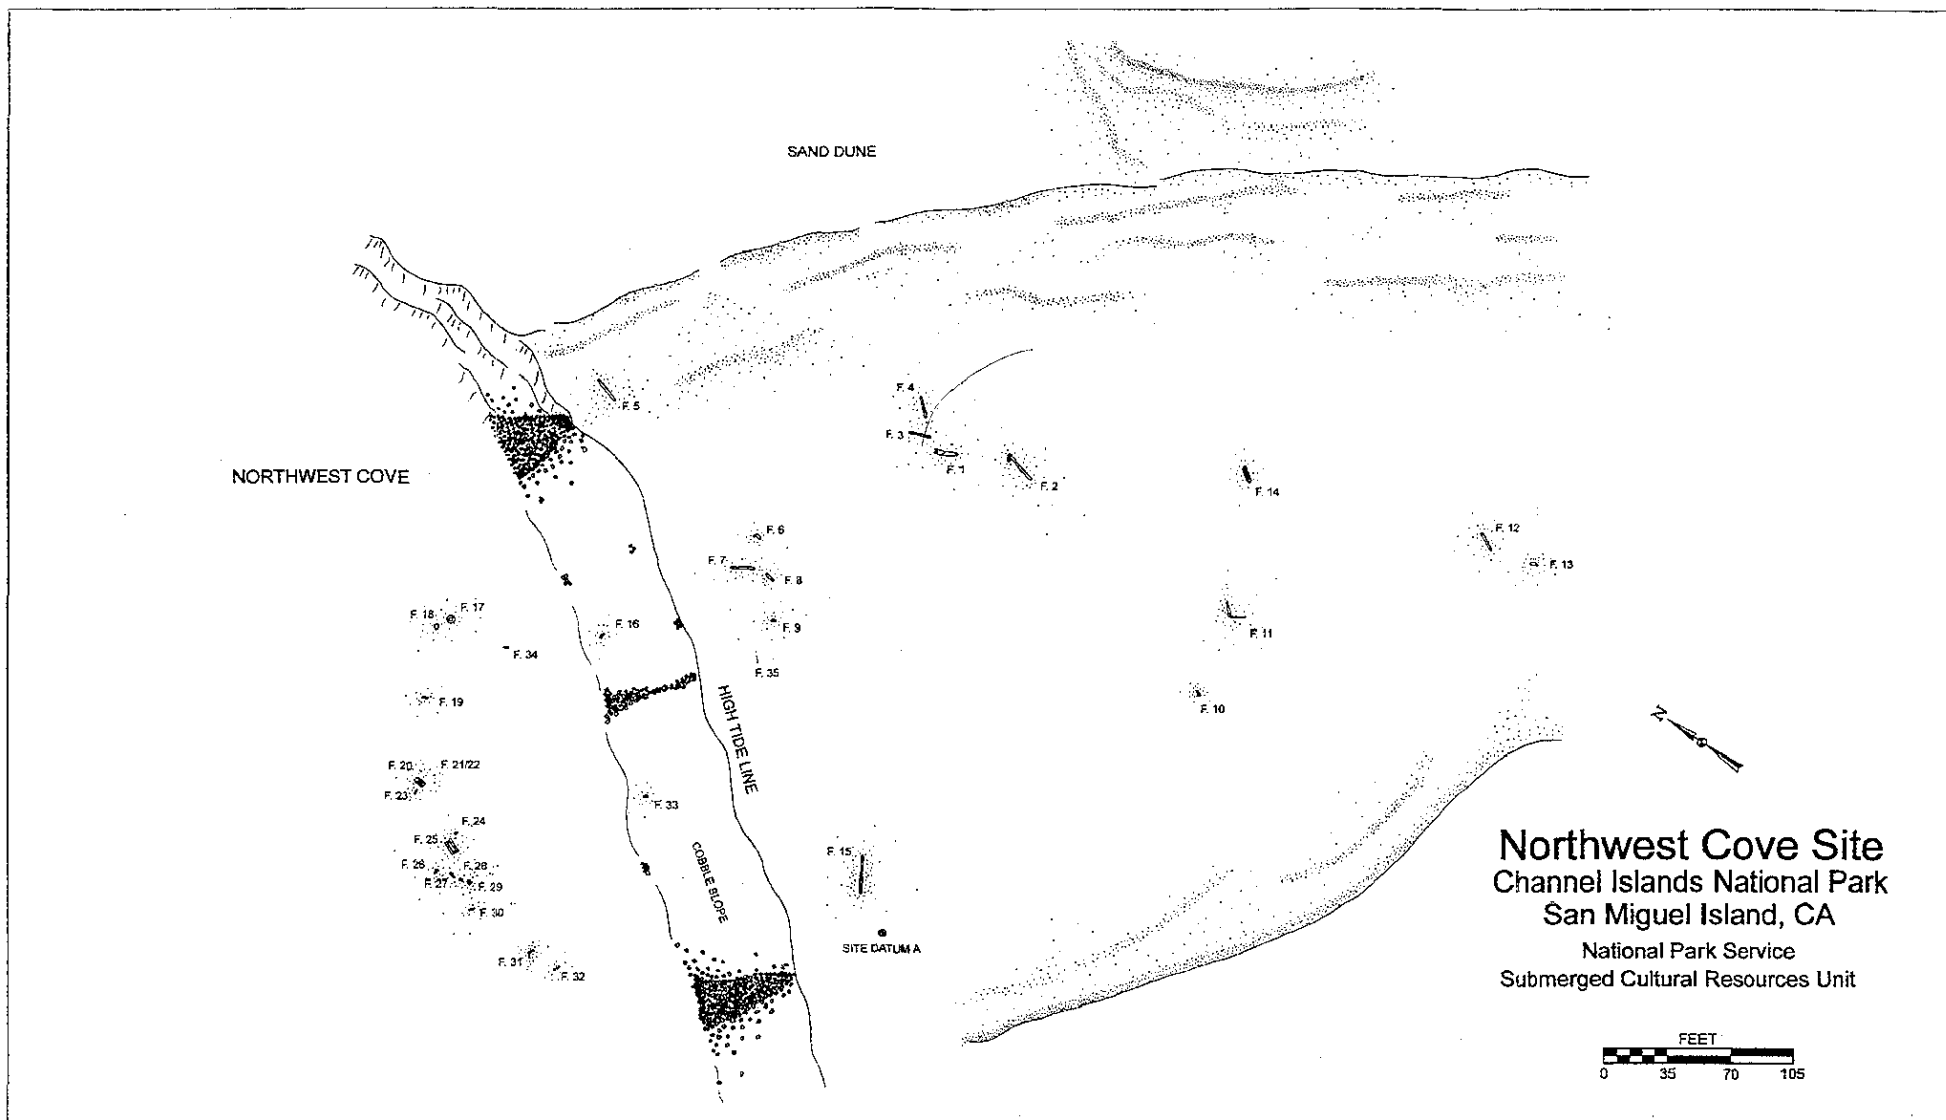 SAND DUNE
F. 4
F. 5
F. 3
F. 1
NORTHWEST COVE
F. 2
F. 14
F. 6
F. 12
F. 7
F. 8
F. 13
F. 18
F. 17
F. 16
F. 9
F. 11
F. 34
F. 35
F. 19
HIGH TIDE LINE
F. 10
N
F. 20
F. 21/22
F. 23
F. 33
F. 24
F. 25
COBBLE SLOPE
F. 15
F. 26
F. 28
F. 27
F. 29
F. 30
SITE DATUM A
F. 31
F. 32
Northwest Cove Site
Channel Islands National Park
San Miguel Island, CA
National Park Service
Submerged Cultural Resources Unit
FEET
0 35 70 105